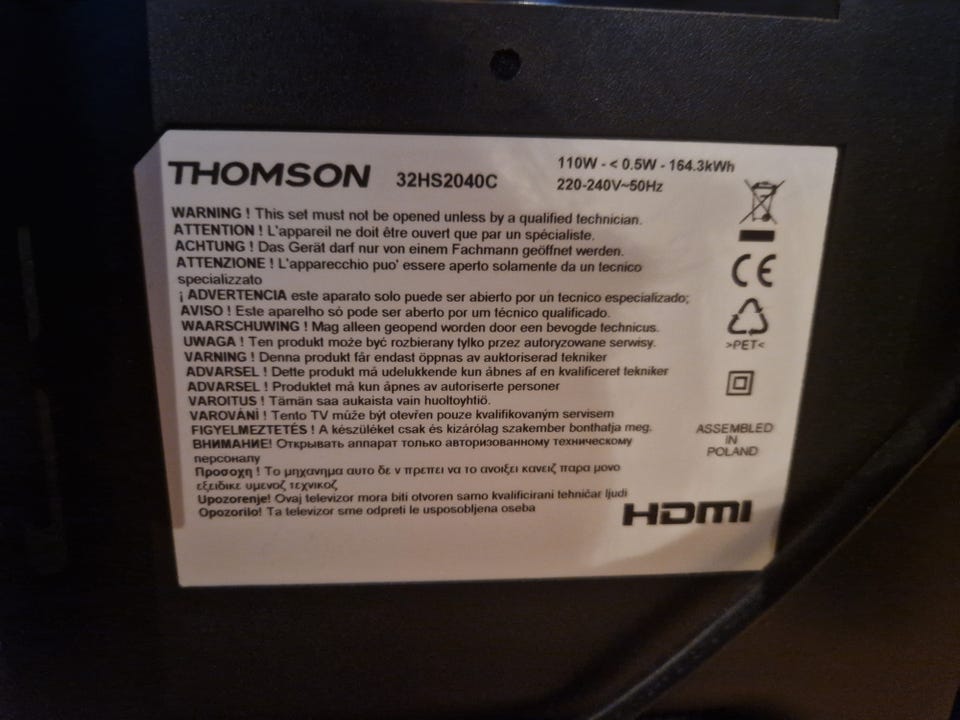 THOMSON 32HS2040C
110W - < 0.5W - 164.3kWh
220-240V~50Hz
WARNING ! This set must not be opened unless by a qualified technician.
ATTENTION ! L'appareil ne doit être ouvert que par un spécialiste.
ACHTUNG ! Das Gerät darf nur von einem Fachmann geöffnet werden.
ATTENZIONE ! L'apparecchio puo' essere aperto solamente da un tecnico
specializzato
¡ ADVERTENCIA este aparato solo puede ser abierto por un tecnico especializado;
AVISO ! Este aparelho só pode ser aberto por um técnico qualificado.
WAARSCHUWING ! Mag alleen geopend worden door een bevogde technicus.
UWAGA ! Ten produkt może być rozbierany tylko przez autoryzowane serwisy.
VARNING ! Denna produkt får endast öppnas av auktoriserad tekniker
ADVARSEL ! Dette produkt må udelukkende kun åbnes af en kvalificeret tekniker
ADVARSEL ! Produktet må kun åpnes av autoriserte personer
VAROITUS ! Tämän saa aukaista vain huoltoyhtiö.
VAROVÁNÍ ! Tento TV může být otevřen pouze kvalifikovaným servisem
FIGYELMEZTETÉS ! A készüléket csak és kizárólag szakember bonthatja meg.
ВНИМАНИЕ! Открывать аппарат только авторизованному техническому
персоналу
Προσοχη ! Το μηχανημα αυτο δε ν πρεπει να το ανοιξει κανειζ παρα μονο
εξειδικε υμενοζ τεχνικοζ
Upozorenje! Ovaj televizor mora biti otvoren samo kvalificirani tehničar ljudi
Opozorilo! Ta televizor sme odpreti le usposobljena oseba
CE
>PET<
ASSEMBLED
IN
POLAND
HDMI